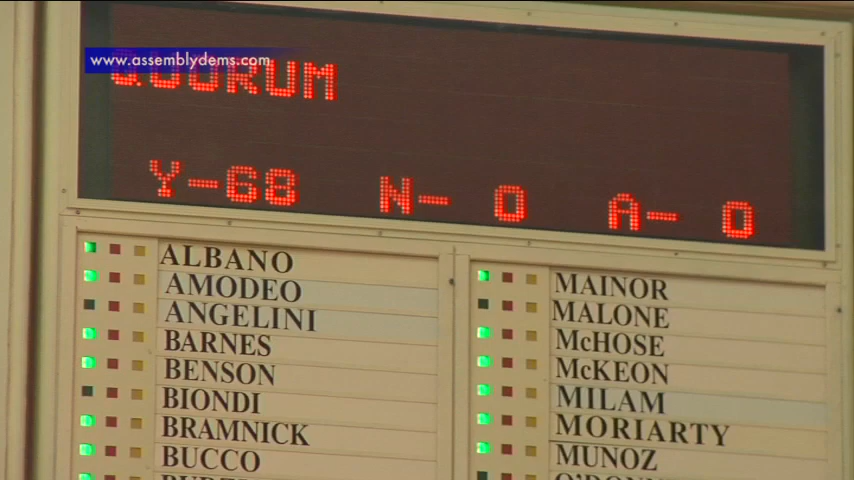 www.assemblydems.com
QUORUM
Y-68 N- 0 A- 0
ALBANO
AMODEO
ANGELINI
BARNES
BENSON
BIONDI
BRAMNICK
BUCCO
MAINOR
MALONE
McHOSE
McKEON
MILAM
MORIARTY
MUNOZ